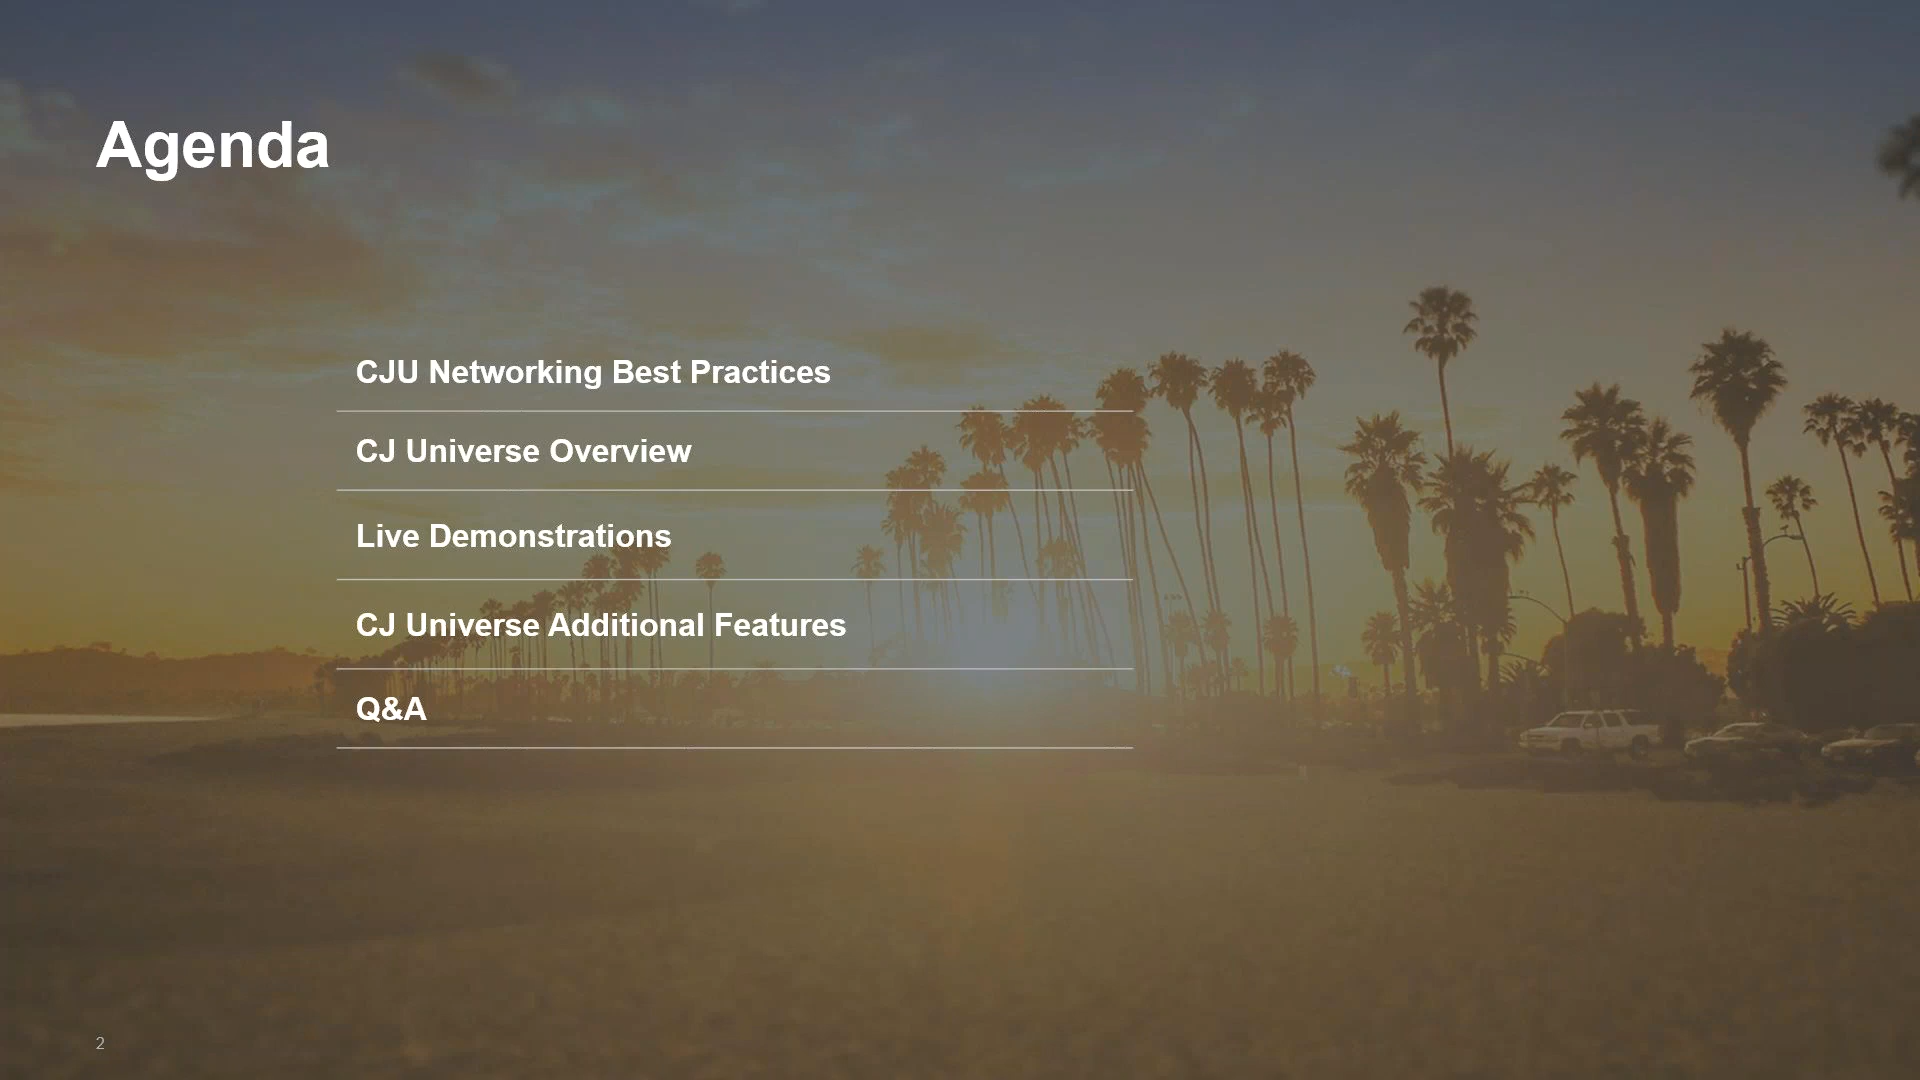 Agenda
CJU Networking Best Practices
CJ Universe Overview
Live Demonstrations
CJ Universe Additional Features
Q&A
2